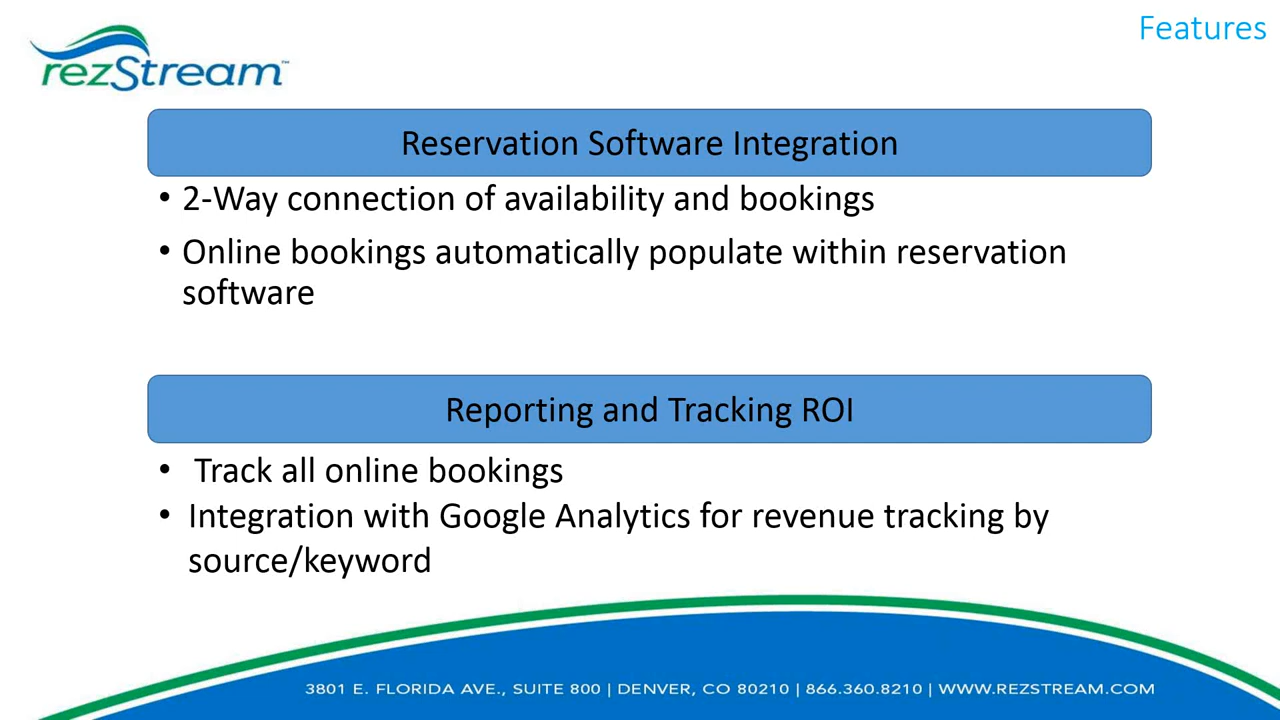 Features
rezStream™
Reservation Software Integration
• 2-Way connection of availability and bookings
• Online bookings automatically populate within reservation
software
Reporting and Tracking ROI
• Track all online bookings
• Integration with Google Analytics for revenue tracking by
source/keyword
3801 E. FLORIDA AVE., SUITE 800 | DENVER, CO 80210 | 866.360.8210 | WWW.REZSTREAM.COM